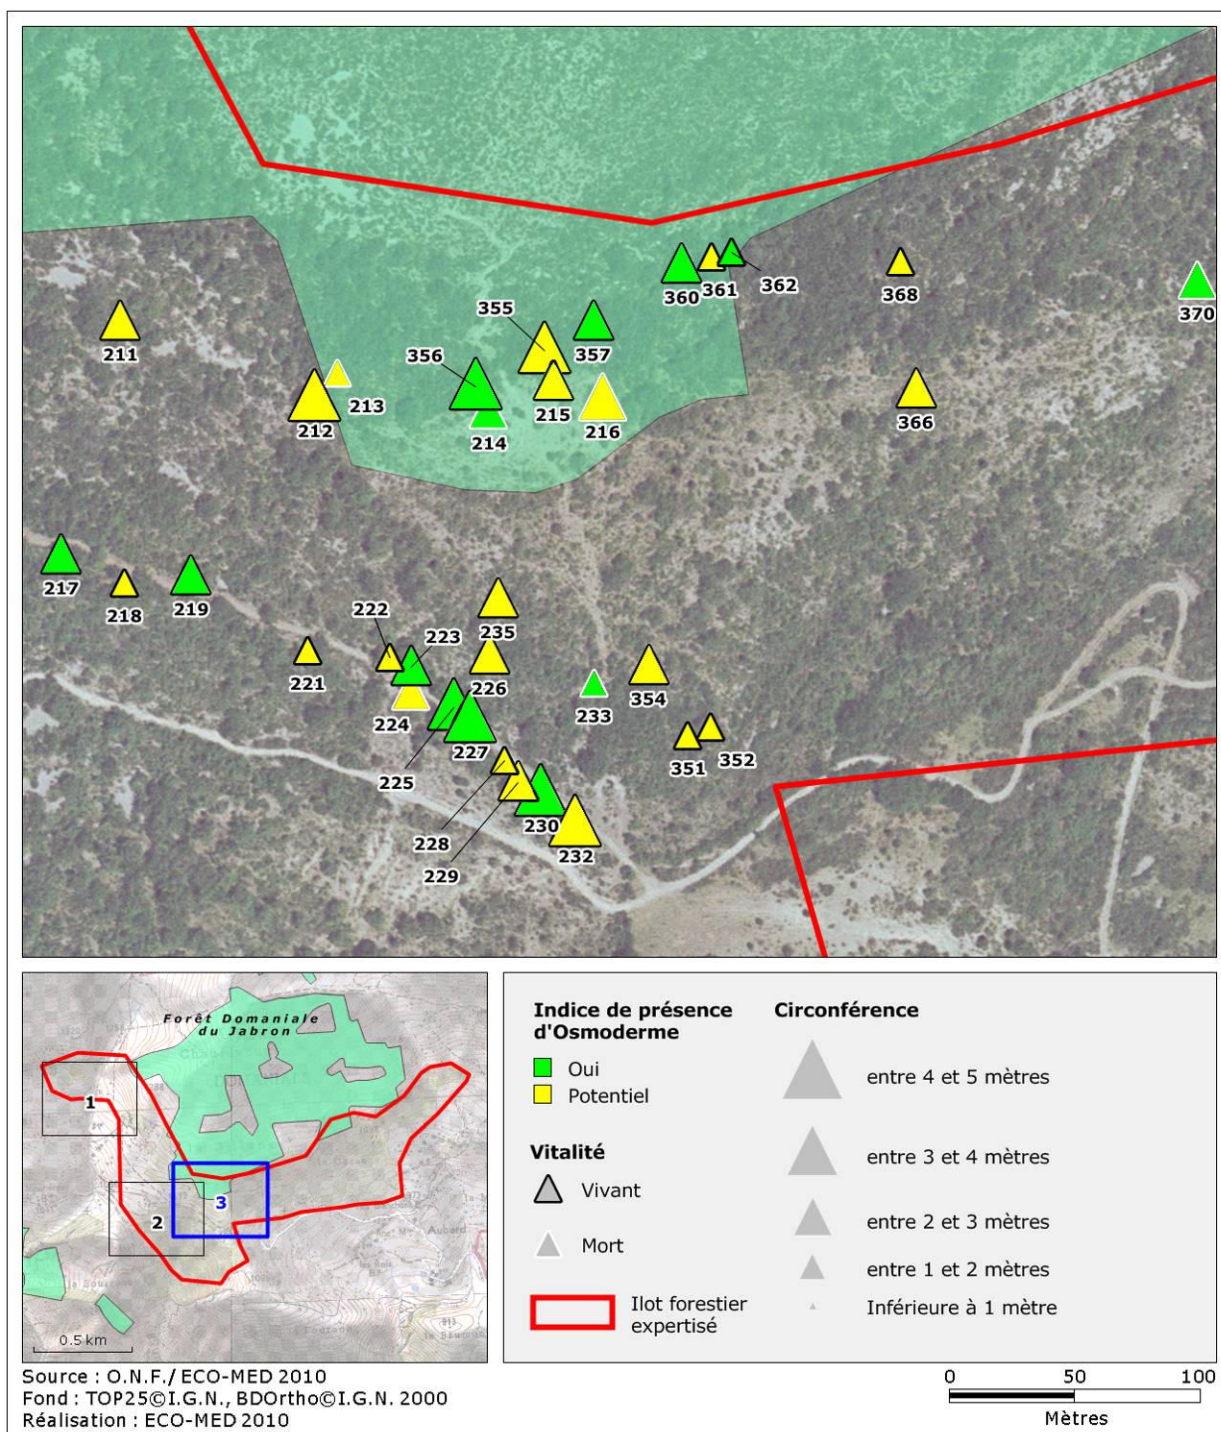 355
360
361
362
368
370
356
357
211
212
213
214
215
216
366
217
218
219
222
223
235
221
226
354
224
233
225
227
351
352
228
230
229
232
Forêt Domaniale
du Jabron
1
2
3
Aubard
0.5 km
Indice de présence
d'Osmoderme
Oui
Potentiel
Vitalité
Vivant
Mort
Ilot forestier
expertisé
Circonférence
entre 4 et 5 mètres
entre 3 et 4 mètres
entre 2 et 3 mètres
entre 1 et 2 mètres
Inférieure à 1 mètre
Source : O.N.F./ ECO-MED 2010
Fond : TOP25©I.G.N., BDOrtho©I.G.N. 2000
Réalisation : ECO-MED 2010
0 50 100
Mètres